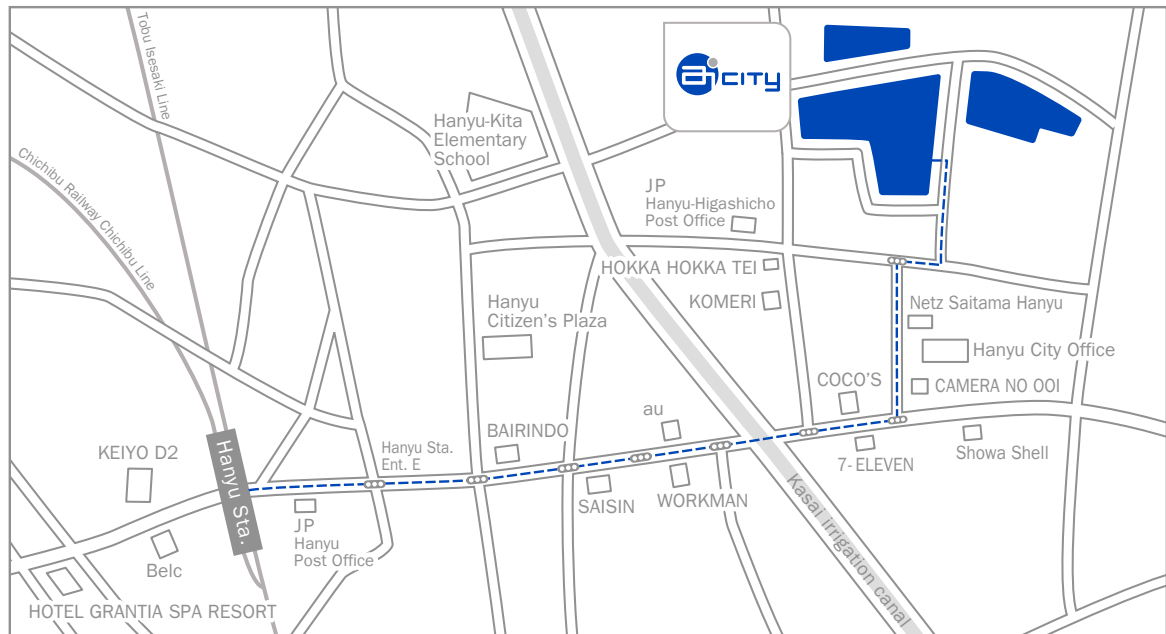 Tobu Isesaki Line
Chichibu Railway Chichibu Line
Hanyu-Kita
Elementary
School
ai CITY
JP
Hanyu-Higashicho
Post Office
HOKKA HOKKA TEI
KOMERI
Hanyu
Citizen's Plaza
Netz Saitama Hanyu
Hanyu City Office
CAMERA NO OOI
COCO'S
au
BAIRINDO
Hanyu Sta.
Ent. E
KEIYO D2
Hanyu Sta.
7-ELEVEN
Showa Shell
SAISIN
WORKMAN
Kasai irrigation canal
JP
Hanyu
Post Office
Belc
HOTEL GRANTIA SPA RESORT